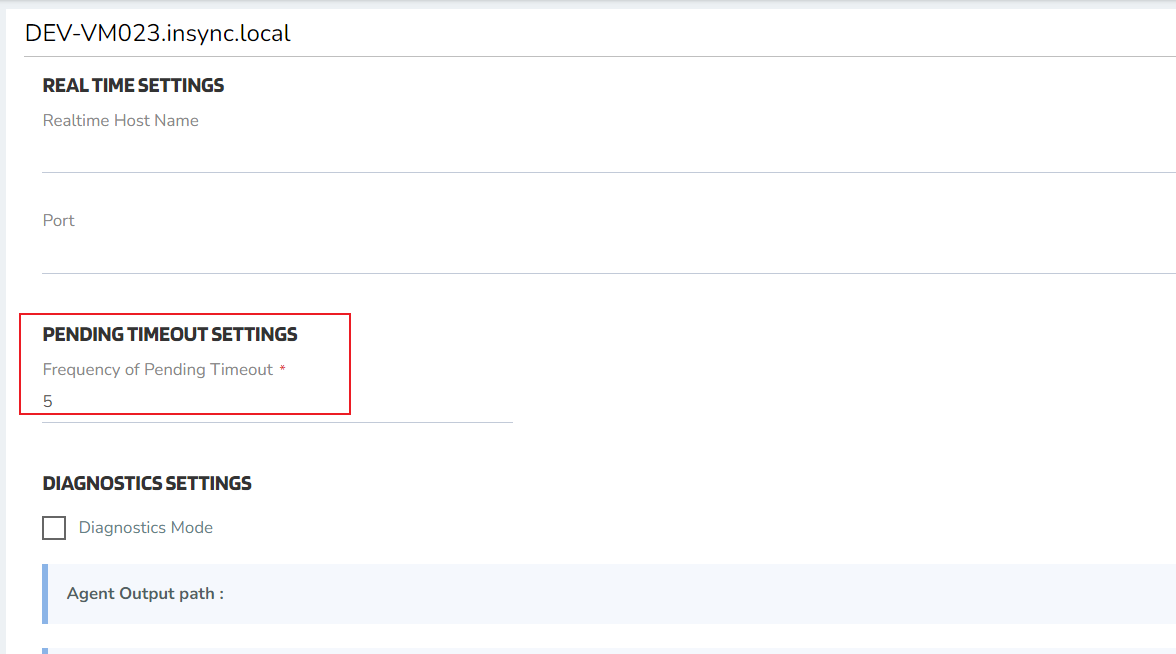 DEV-VM023.insync.local
REAL TIME SETTINGS
Realtime Host Name
Port
PENDING TIMEOUT SETTINGS
Frequency of Pending Timeout *
5
DIAGNOSTICS SETTINGS
Diagnostics Mode
Agent Output path :